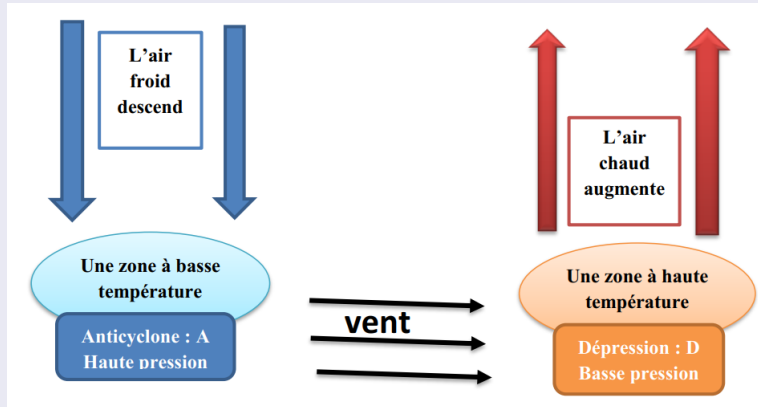 L'air
froid
descend
L'air
chaud
augmente
Une zone à basse
température
Anticyclone : A
Haute pression
vent
Une zone à haute
température
Dépression : D
Basse pression